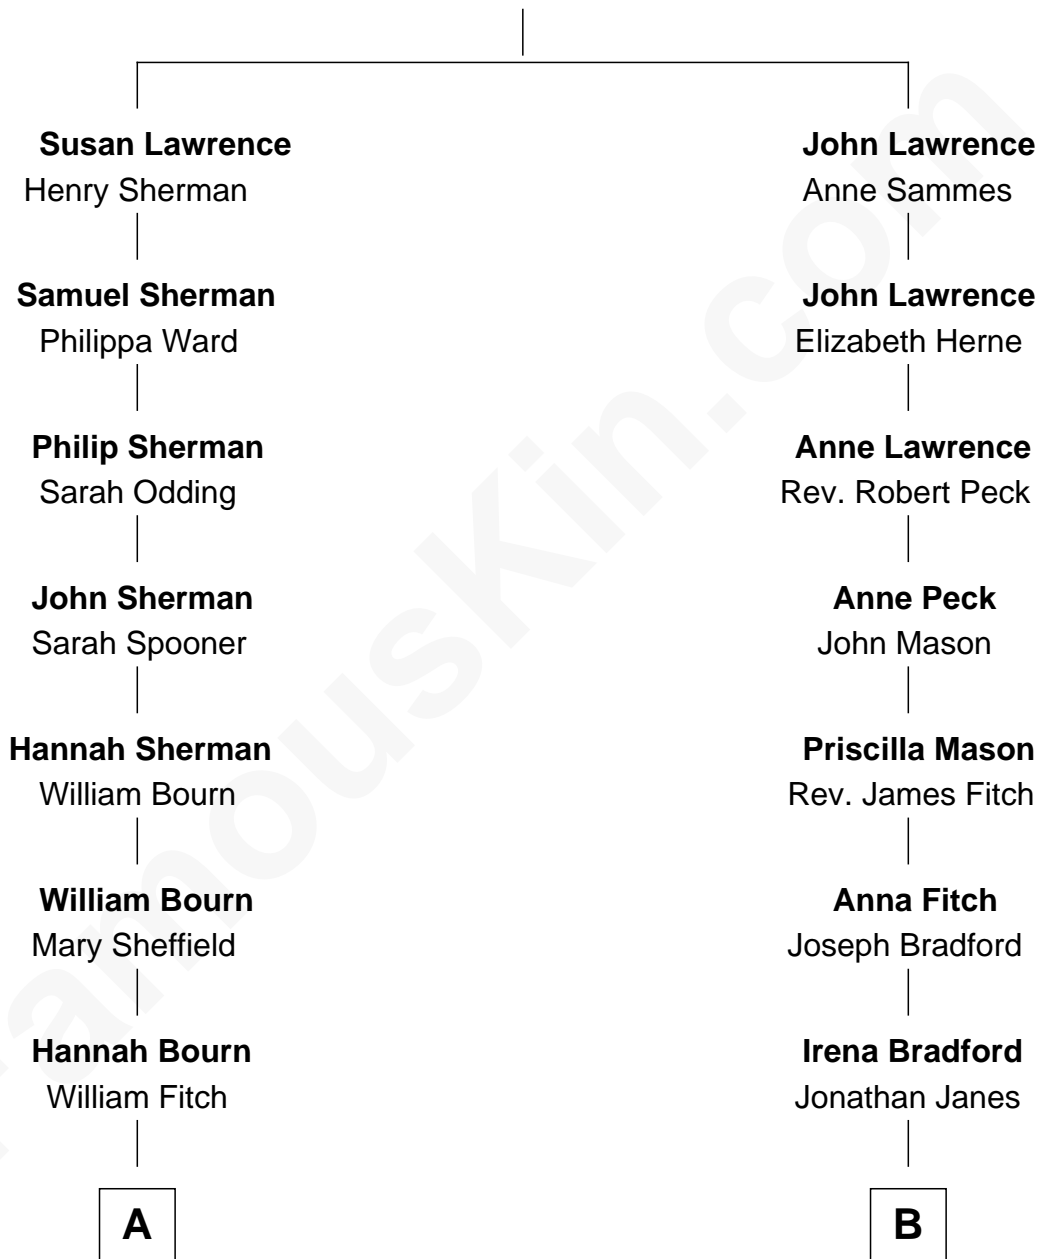 Susan Lawrence
Henry Sherman
Samuel Sherman
Philippa Ward
Philip Sherman
Sarah Odding
John Sherman
Sarah Spooner
Hannah Sherman
William Bourn
William Bourn
Mary Sheffield
Hannah Bourn
William Fitch
A
John Lawrence
Anne Sammes
John Lawrence
Elizabeth Herne
Anne Lawrence
Rev. Robert Peck
Anne Peck
John Mason
Priscilla Mason
Rev. James Fitch
Anna Fitch
Joseph Bradford
Irena Bradford
Jonathan Janes
B
FamousKin.com